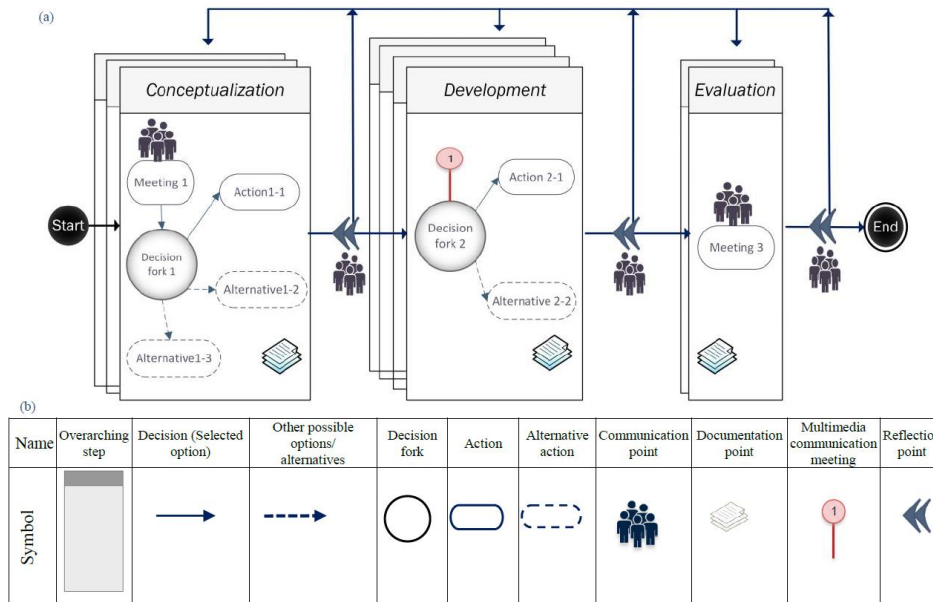 (a)
Conceptualization
Development
Evaluation
Meeting 1
Action1-1
Start
Decision
fork 1
Alternative1-2
Alternative1-3
1
Action 2-1
Decision
fork 2
Alternative 2-2
Meeting 3
End
(b)
Name
Overarching
step
Decision (Selected
option)
Other possible
options/
alternatives
Decision
fork
Action
Alternative
action
Communication
point
Documentation
point
Multimedia
communication
meeting
Reflection
point
Symbol
1